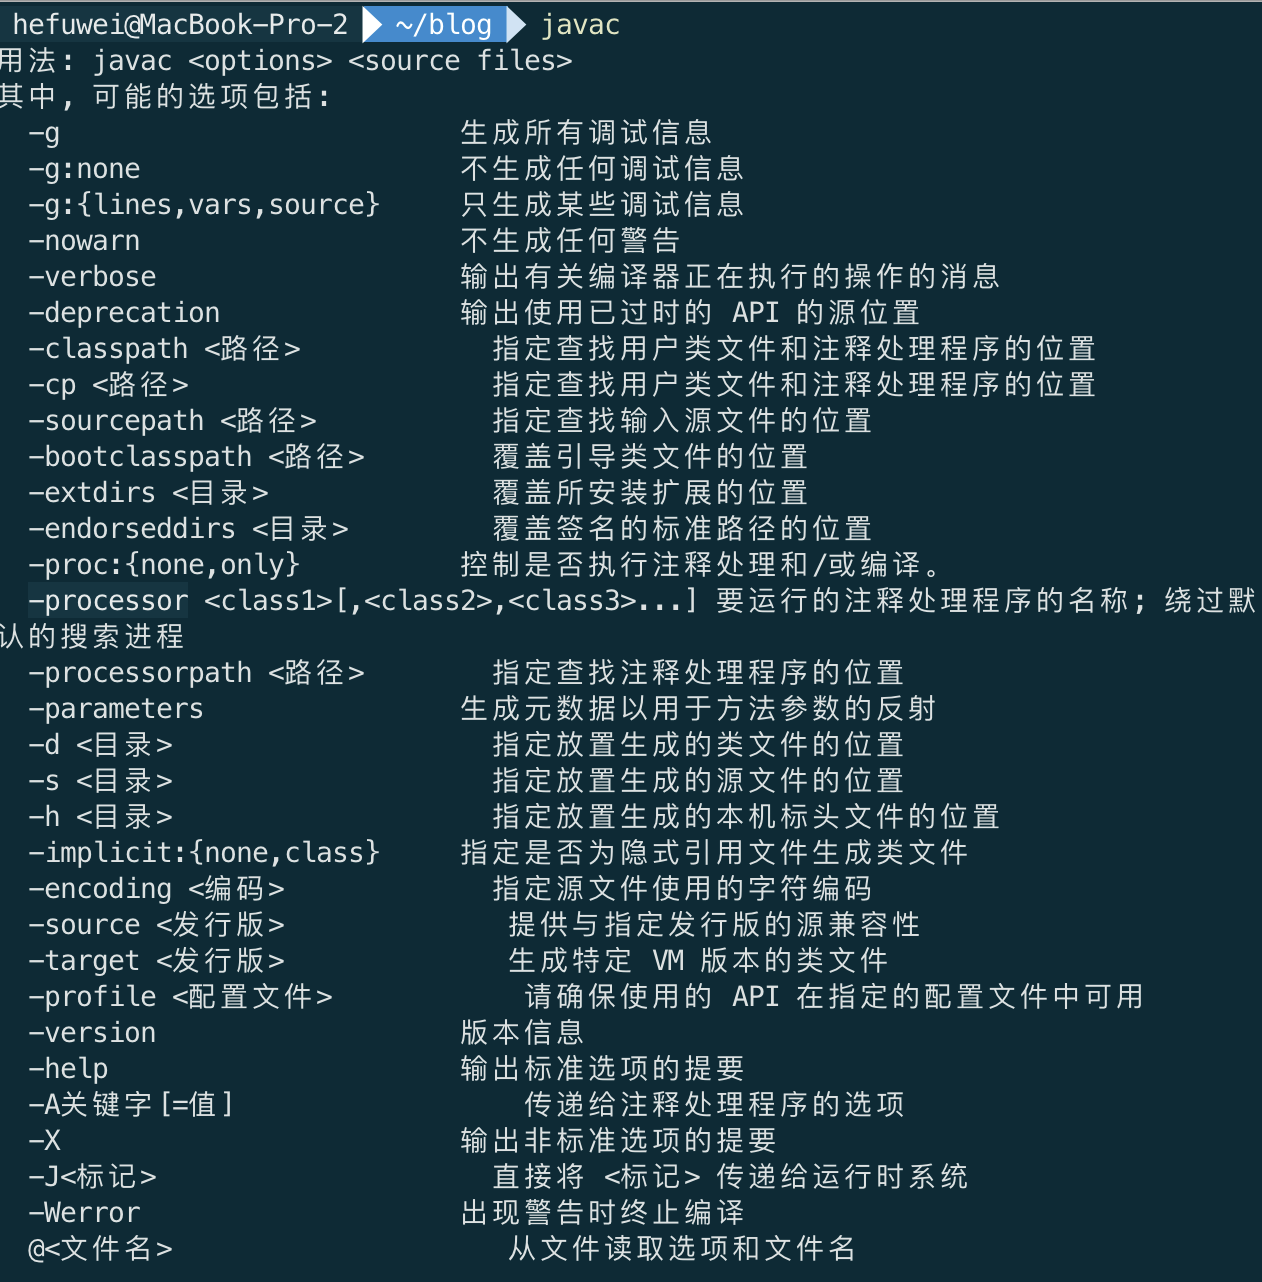 hefuwei@MacBook-Pro-2 ~/blog javac
用法: javac <options> <source files>
其中, 可能的选项包括:
-g 生成所有调试信息
-g:none 不生成任何调试信息
-g:{lines,vars,source} 只生成某些调试信息
-nowarn 不生成任何警告
-verbose 输出有关编译器正在执行的操作的消息
-deprecation 输出使用已过时的 API 的源位置
-classpath <路径> 指定查找用户类文件和注释处理程序的位置
-cp <路径> 指定查找用户类文件和注释处理程序的位置
-sourcepath <路径> 指定查找输入源文件的位置
-bootclasspath <路径> 覆盖引导类文件的位置
-extdirs <目录> 覆盖所安装扩展的位置
-endorseddirs <目录> 覆盖签名的标准路径的位置
-proc:{none,only} 控制是否执行注释处理和/或编译。
-processor <class1>[,<class2>,<class3>...] 要运行的注释处理程序的名称; 绕过默
认的搜索进程
-processorpath <路径> 指定查找注释处理程序的位置
-parameters 生成元数据以用于方法参数的反射
-d <目录> 指定放置生成的类文件的位置
-s <目录> 指定放置生成的源文件的位置
-h <目录> 指定放置生成的本机标头文件的位置
-implicit:{none,class} 指定是否为隐式引用文件生成类文件
-encoding <编码> 指定源文件使用的字符编码
-source <发行版> 提供与指定发行版的源兼容性
-target <发行版> 生成特定 VM 版本的类文件
-profile <配置文件> 请确保使用的 API 在指定的配置文件中可用
-version 版本信息
-help 输出标准选项的提要
-A关键字[=值] 传递给注释处理程序的选项
-X 输出非标准选项的提要
-J<标记> 直接将 <标记> 传递给运行时系统
-Werror 出现警告时终止编译
@<文件名> 从文件读取选项和文件名